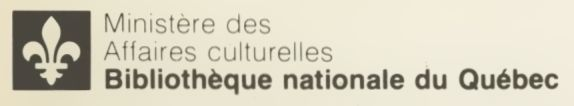 Ministère des
Affaires culturelles
Bibliothèque nationale du Québec